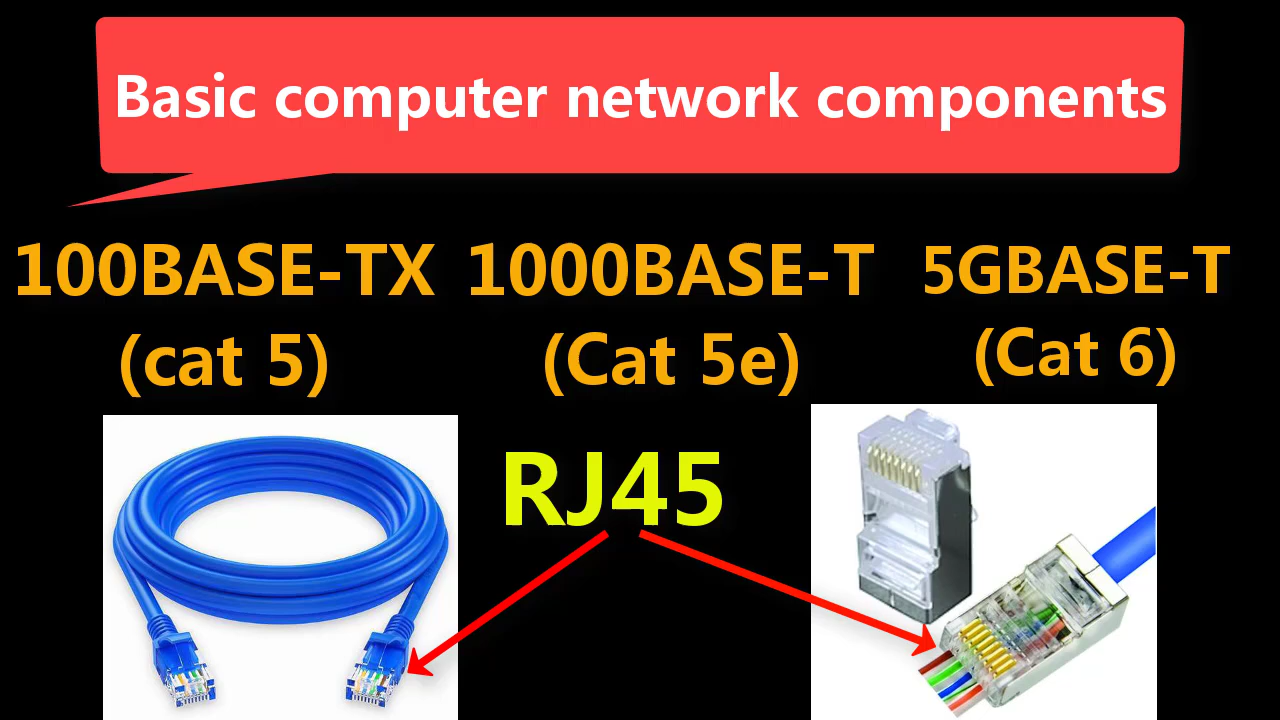 Basic computer network components
100BASE-TX 1000BASE-T 5GBASE-T
(cat 5) (Cat 5e) (Cat 6)
RJ45